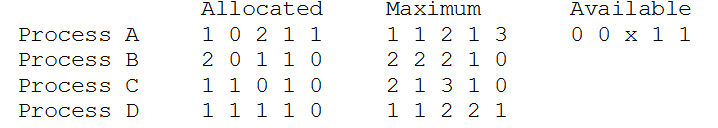 Allocated Maximum Available
Process A 1 0 2 1 1 1 1 2 1 3 0 0 x 1 1
Process B 2 0 1 1 0 2 2 2 1 0
Process C 1 1 0 1 0 2 1 3 1 0
Process D 1 1 1 1 0 1 1 2 2 1